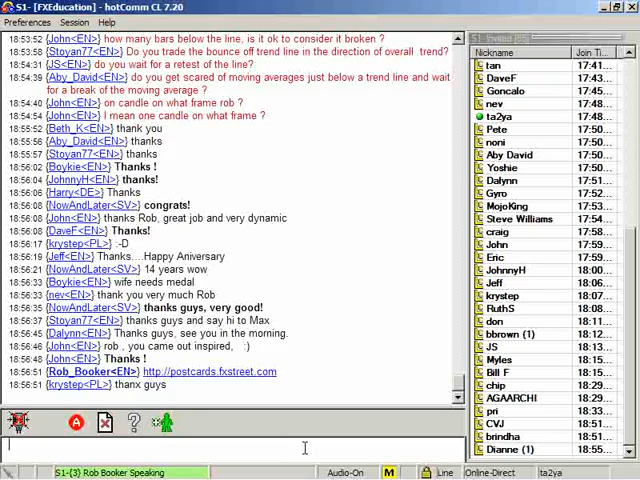 S1- [FXEducation] - hotComm CL 7.20
Preferences Session Help
18:53:52 {John<EN>} how many bars below the line, is it ok to consider it broken ?
18:53:58 {Stoyan77<EN>} Do you trade the bounce off trend line in the direction of overall trend?
18:54:31 {JS<EN>} do you wait for a retest of the line?
18:54:39 {Aby_David<EN>} do you get scared of moving averages just below a trend line and wait
for a break of the moving average ?
18:54:40 {John<EN>} on candle on what frame rob ?
18:54:54 {John<EN>} I mean one candle on what frame ?
18:55:52 {Beth_K<EN>} thank you
18:55:56 {Aby_David<EN>} thanks
18:55:57 {Stoyan77<EN>} thanks
18:56:02 {Boykie<EN>} Thanks !
18:56:04 {JohnnyH<EN>} thanks!
18:56:06 {Harry<DE>} Thanks
18:56:08 {NowAndLater<SV>} congrats!
18:56:08 {John<EN>} thanks Rob, great job and very dynamic
18:56:08 {DaveF<EN>} Thanks!
18:56:17 {krystep<PL>} :-D
18:56:19 {Jeff<EN>} Thanks....Happy Aniversary
18:56:21 {NowAndLater<SV>} 14 years wow
18:56:33 {Boykie<EN>} wife needs medal
18:56:33 {nev<EN>} thank you very much Rob
18:56:35 {NowAndLater<SV>} thanks guys, very good!
18:56:37 {Stoyan77<EN>} thanks guys and say hi to Max
18:56:45 {Dalynn<EN>} Thanks guys, see you in the morning.
18:56:46 {John<EN>} rob , you came out inspired, :)
18:56:48 {John<EN>} Thanks !
18:56:51 {Rob_Booker<EN>} http://postcards.fxstreet.com
18:56:51 {krystep<PL>} thanx guys
Nickname Join Ti...
tan 17:41...
DaveF 17:43...
Goncalo 17:45...
nev 17:48...
ta2ya 17:48...
Pete 17:50...
noni 17:50...
Aby David 17:50...
Yoshie 17:50...
Dalynn 17:51...
Gyro 17:52...
MojoKing 17:53...
Steve Williams 17:54...
craig 17:58...
John 17:59...
Eric 17:59...
JohnnyH 18:00...
Jeff 18:06...
krystep 18:07...
RuthS 18:08...
don 18:10...
bbrown (1) 18:11...
JS 18:13...
Myles 18:16...
Bill F 18:22...
chip 18:29...
AGAARCHI 18:29...
pri 18:29...
CVJ 18:29...
brindha 18:29...
Dianne (1) 18:51...
S1-{3} Rob Booker Speaking Audio-On M Line Online-Direct ta2ya